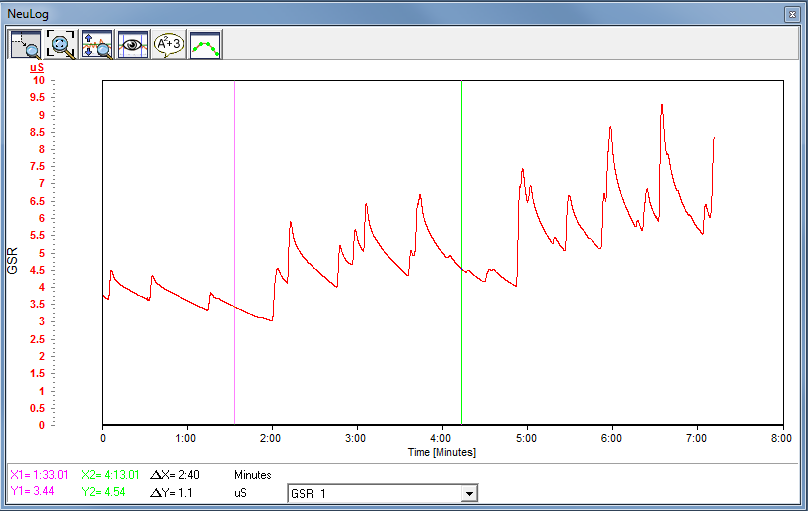 NeuLog
A²+3
uS
10
9.5
9
8.5
8
7.5
7
6.5
6
5.5
5
4.5
4
3.5
3
2.5
2
1.5
1
0.5
0
GSR
0 1:00 2:00 3:00 4:00 5:00 6:00 7:00 8:00
Time [Minutes]
X1= 1:33.01 X2= 4:13.01 ΔX= 2:40 Minutes
Y1= 3.44 Y2= 4.54 ΔY= 1.1 uS GSR 1